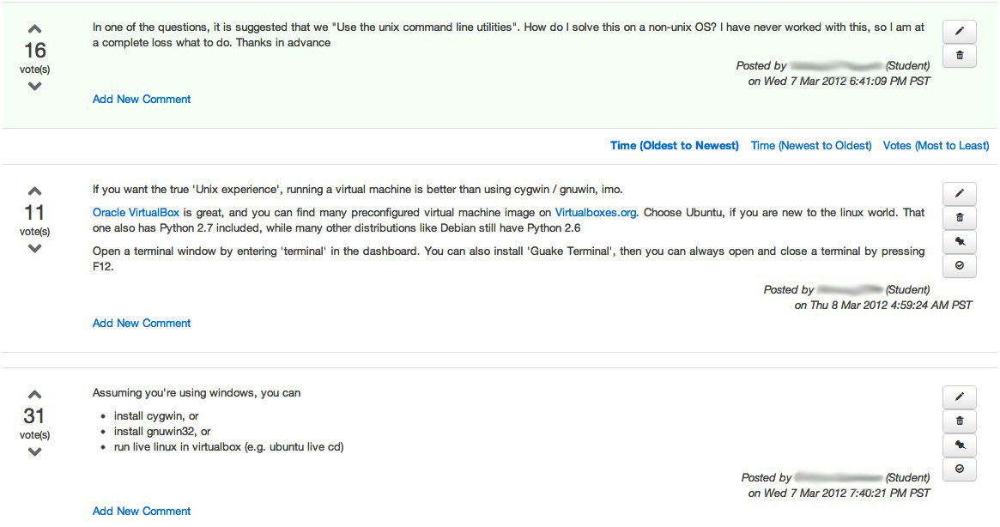 In one of the questions, it is suggested that we "Use the unix command line utilities". How do I solve this on a non-unix OS? I have never worked with this, so I am at
a complete loss what to do. Thanks in advance
16
vote(s)
Posted by (Student)
on Wed 7 Mar 2012 6:41:09 PM PST
Add New Comment
Time (Oldest to Newest) Time (Newest to Oldest) Votes (Most to Least)
If you want the true 'Unix experience', running a virtual machine is better than using cygwin / gnuwin, imo.
11
vote(s)
Oracle VirtualBox is great, and you can find many preconfigured virtual machine image on Virtualboxes.org. Choose Ubuntu, if you are new to the linux world. That
one also has Python 2.7 included, while many other distributions like Debian still have Python 2.6
Open a terminal window by entering 'terminal' in the dashboard. You can also install 'Guake Terminal', then you can always open and close a terminal by pressing
F12.
Posted by (Student)
on Thu 8 Mar 2012 4:59:24 AM PST
Add New Comment
Assuming you're using windows, you can
31
vote(s)
• install cygwin, or
• install gnuwin32, or
• run live linux in virtualbox (e.g. ubuntu live cd)
Posted by (Student)
on Wed 7 Mar 2012 7:40:21 PM PST
Add New Comment